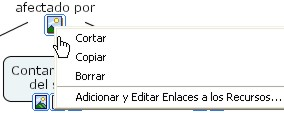 afectado por
Cortar
Copiar
Borrar
Contar
del s
Adicionar y Editar Enlaces a los Recursos...